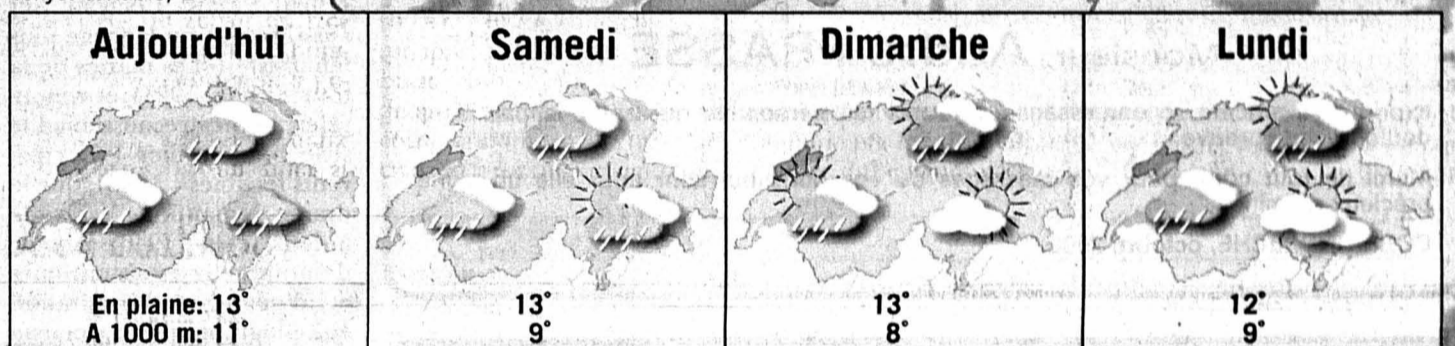 Aujourd'hui
En plaine: 13°
A 1000 m: 11°
Samedi
13°
9°
Dimanche
13°
8°
Lundi
12°
9°